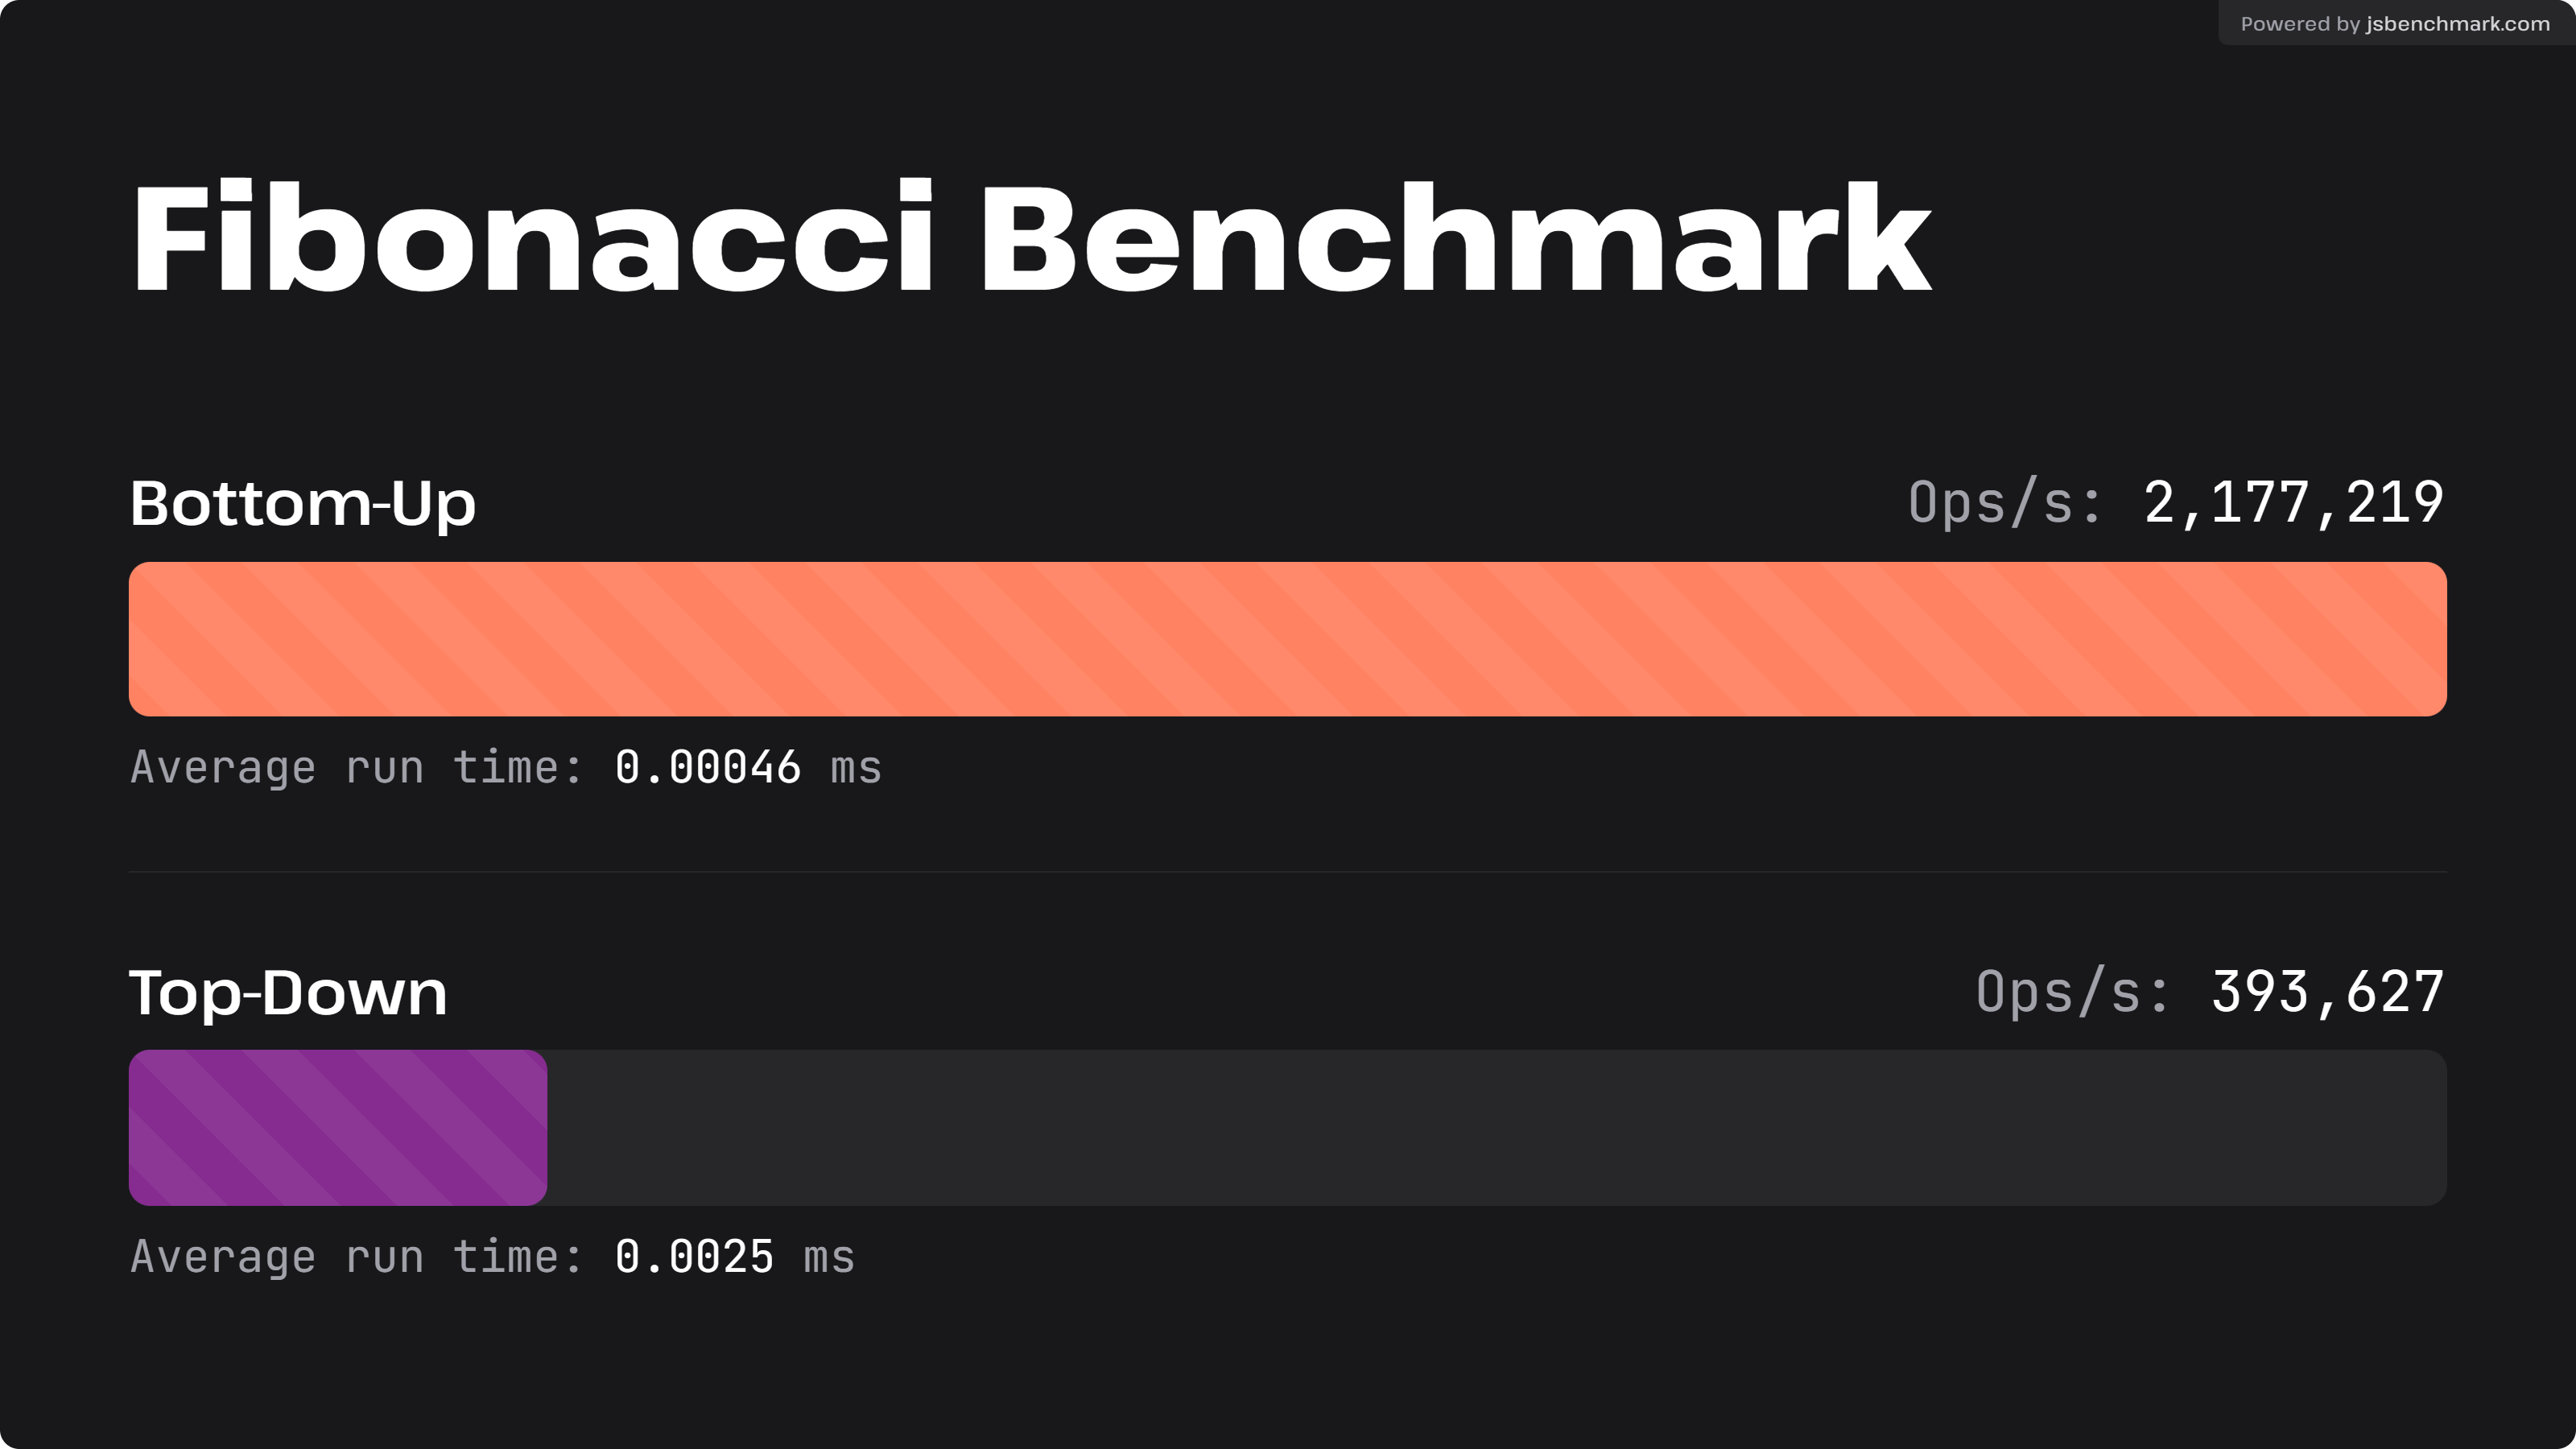 Powered by jsbenchmark.com
Fibonacci Benchmark
Bottom-Up
Ops/s: 2,177,219
Average run time: 0.00046 ms
Top-Down
Ops/s: 393,627
Average run time: 0.0025 ms